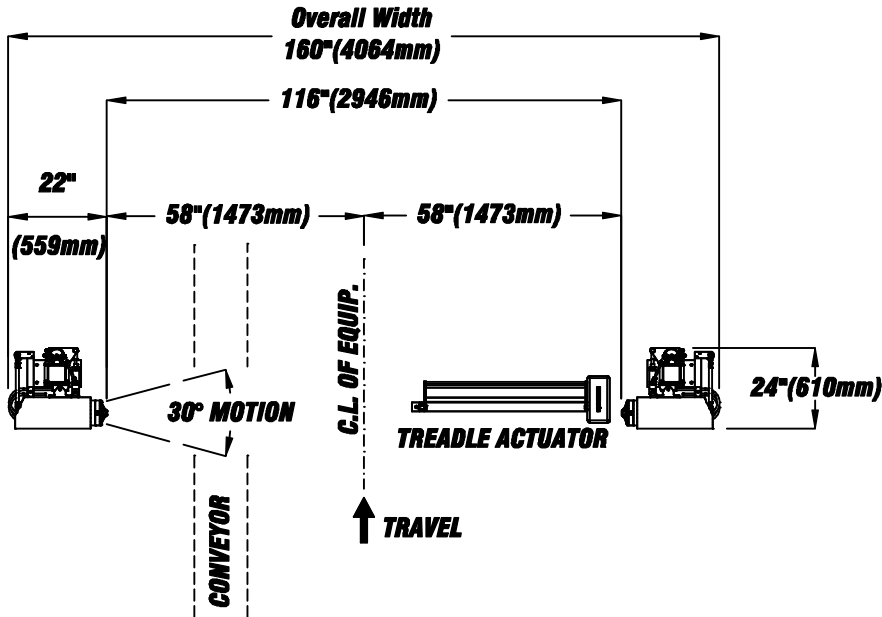 Overall Width
160"(4064mm)
116"(2946mm)
22"
(559mm)
58"(1473mm)
58"(1473mm)
C.L. OF EQUIP.
30° MOTION
TREADLE ACTUATOR
24"(610mm)
CONVEYOR
TRAVEL